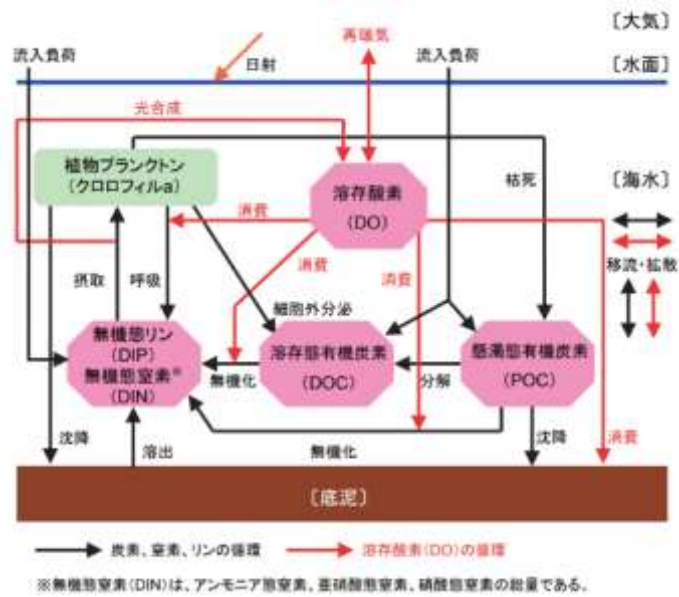 〔大気〕
再曝気
流入負荷
日射
流入負荷
〔水面〕
光合成
植物プランクトン
(クロロフィルa)
枯死
〔海水〕
溶存酸素
(DO)
消費
移流・拡散
摂取
呼吸
消費
消費
細胞外分泌
無機態リン
(DIP)
無機態窒素※
(DIN)
溶存態有機炭素
(DOC)
懸濁態有機炭素
(POC)
無機化
分解
沈降
溶出
無機化
沈降
消費
〔底泥〕
炭素、窒素、リンの循環
溶存酸素(DO)の循環
※無機態窒素(DIN)は、アンモニア態窒素、亜硝酸態窒素、硝酸態窒素の総量である。